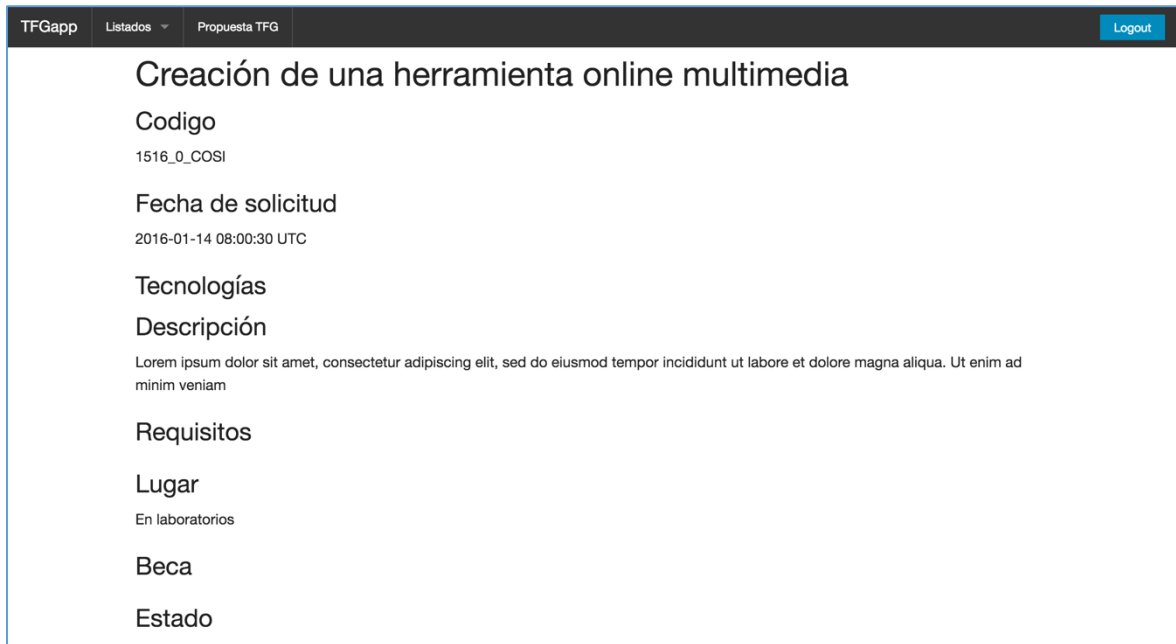 TFGapp Listados Propuesta TFG Logout
Creación de una herramienta online multimedia
Codigo
1516_0_COSI
Fecha de solicitud
2016-01-14 08:00:30 UTC
Tecnologías
Descripción
Lorem ipsum dolor sit amet, consectetur adipiscing elit, sed do eiusmod tempor incididunt ut labore et dolore magna aliqua. Ut enim ad
minim veniam
Requisitos
Lugar
En laboratorios
Beca
Estado